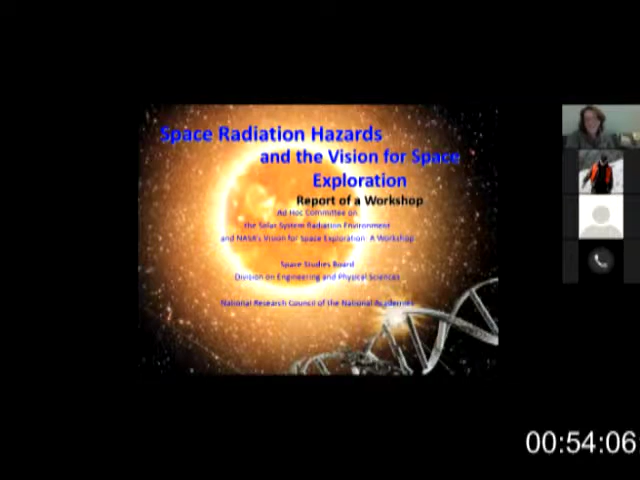 Space Radiation Hazards
and the Vision for Space
Exploration
Report of a Workshop
Ad Hoc Committee on
the Solar System Radiation Environment
and NASA's Vision for Space Exploration: A Workshop
Space Studies Board
Division on Engineering and Physical Sciences
National Research Council of the National Academies
00:54:06